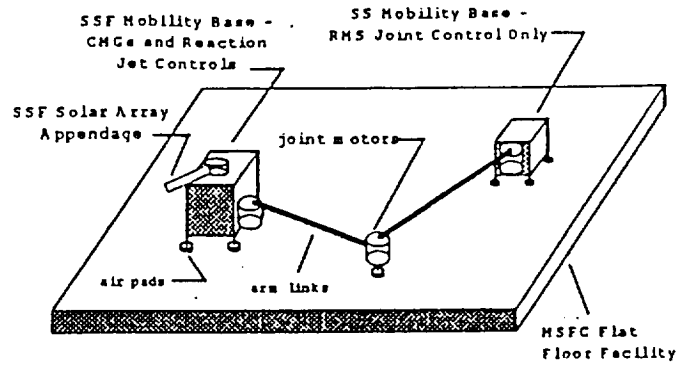 SSF Mobility Base -
CMGs and Reaction
Jet Controls
SS Mobility Base -
RMS Joint Control Only
SSF Solar Array
Appendage
joint motors
air pads
arm links
MSFC Flat
Floor Facility